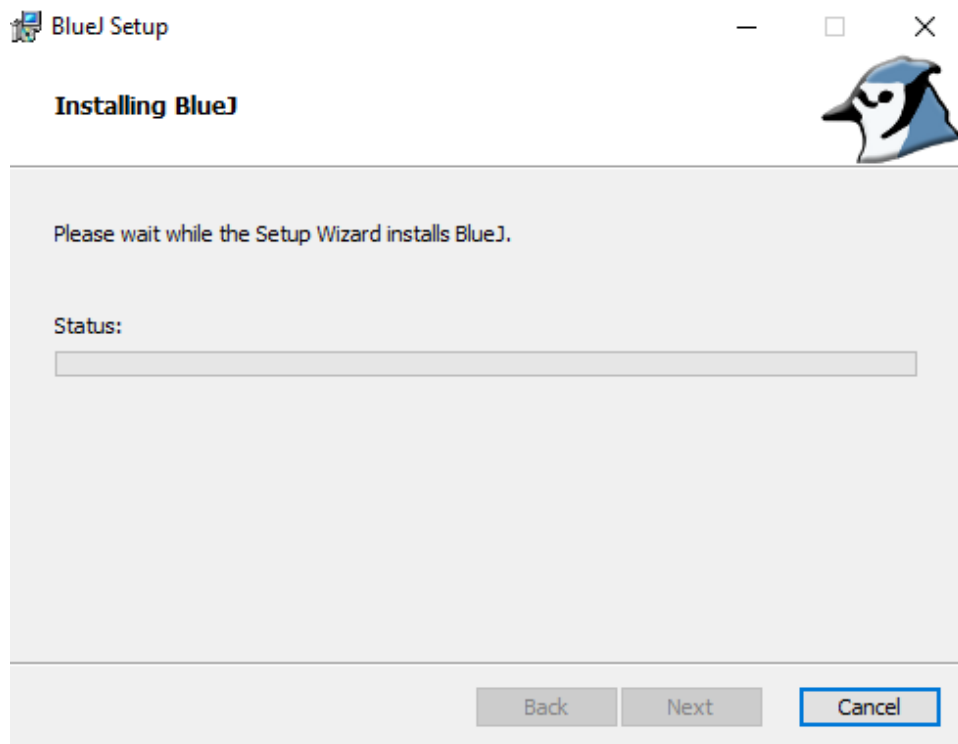 BlueJ Setup
Installing BlueJ
Please wait while the Setup Wizard installs BlueJ.
Status:
Back Next Cancel